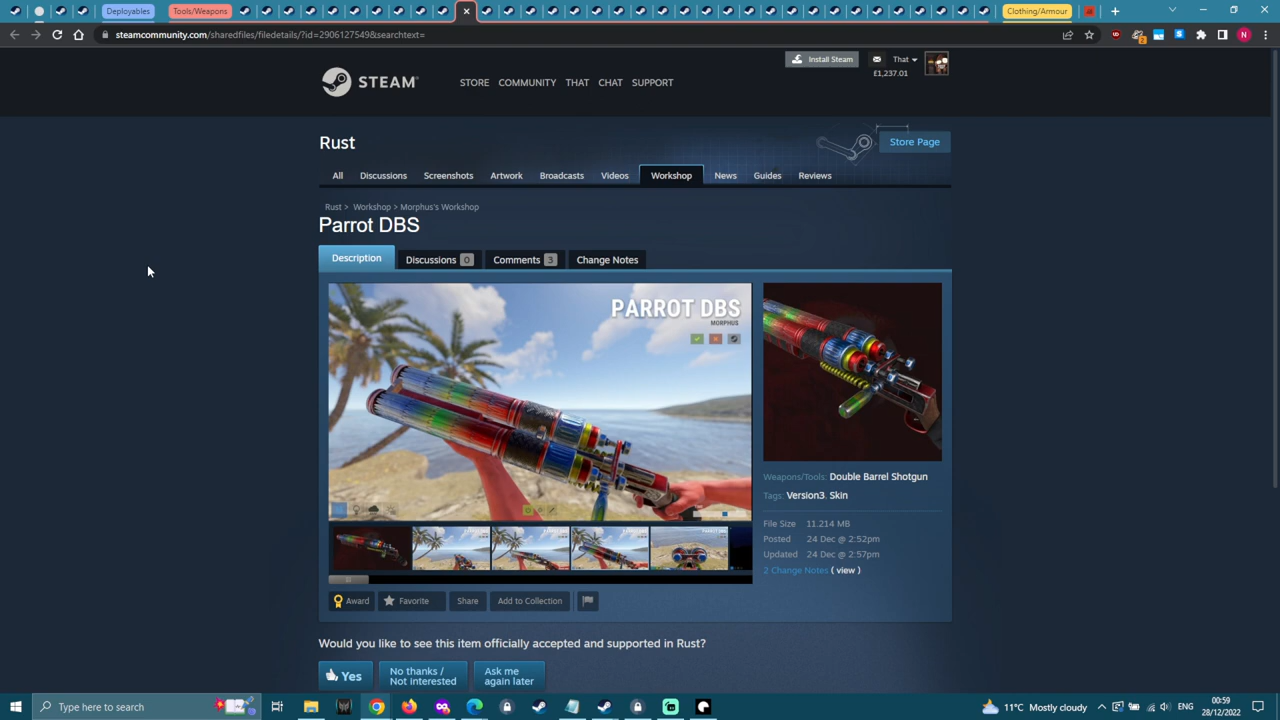 Deployables
Tools/Weapons
Clothing/Armour
steamcommunity.com/sharedfiles/filedetails/?id=2906127549&searchtext=
2
N
STEAM
STORE
COMMUNITY
THAT
CHAT
SUPPORT
Install Steam
That
£1,237.01
Rust
Store Page
All
Discussions
Screenshots
Artwork
Broadcasts
Videos
Workshop
News
Guides
Reviews
Rust > Workshop > Morphus's Workshop
Parrot DBS
Description
Discussions 0
Comments 3
Change Notes
PARROT DBS
MORPHUS
Weapons/Tools: Double Barrel Shotgun
Tags: Version3, Skin
File Size 11.214 MB
Posted 24 Dec @ 2:52pm
Updated 24 Dec @ 2:57pm
2 Change Notes ( view )
Award
Favorite
Share
Add to Collection
Would you like to see this item officially accepted and supported in Rust?
Yes
No thanks /
Not interested
Ask me
again later
Type here to search
11°C Mostly cloudy
ENG
00:59
28/12/2022